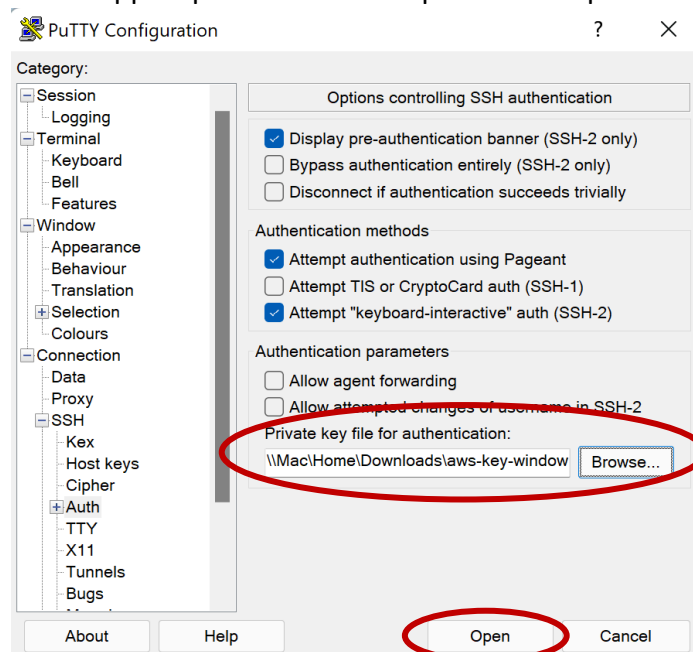 PuTTY Configuration ? ×
Category:
Session
Logging
Terminal
Keyboard
Bell
Features
Window
Appearance
Behaviour
Translation
Selection
Colours
Connection
Data
Proxy
SSH
Kex
Host keys
Cipher
Auth
TTY
X11
Tunnels
Bugs
Options controlling SSH authentication
Display pre-authentication banner (SSH-2 only)
Bypass authentication entirely (SSH-2 only)
Disconnect if authentication succeeds trivially
Authentication methods
Attempt authentication using Pageant
Attempt TIS or CryptoCard auth (SSH-1)
Attempt "keyboard-interactive" auth (SSH-2)
Authentication parameters
Allow agent forwarding
Allow attempted changes of username in SSH-2
Private key file for authentication:
\\Mac\Home\Downloads\aws-key-window Browse...
About Help Open Cancel